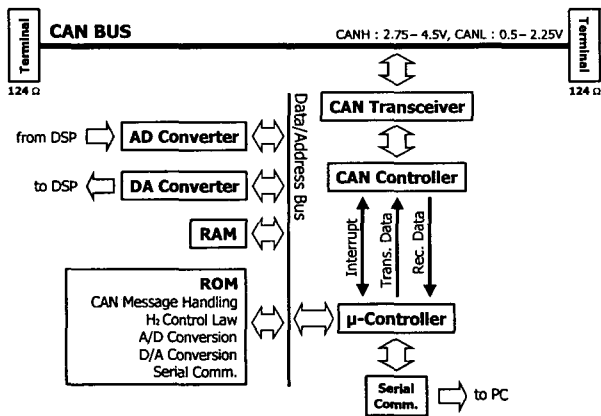 Terminal
CAN BUS
CANH : 2.75 – 4.5V, CANL : 0.5 – 2.25V
Terminal
124 Ω
124 Ω
CAN Transceiver
from DSP
AD Converter
Data/Address Bus
CAN Controller
to DSP
DA Converter
RAM
Interrupt
Trans. Data
Rec. Data
ROM
CAN Message Handling
H₂ Control Law
A/D Conversion
D/A Conversion
Serial Comm.
μ-Controller
Serial
Comm.
to PC